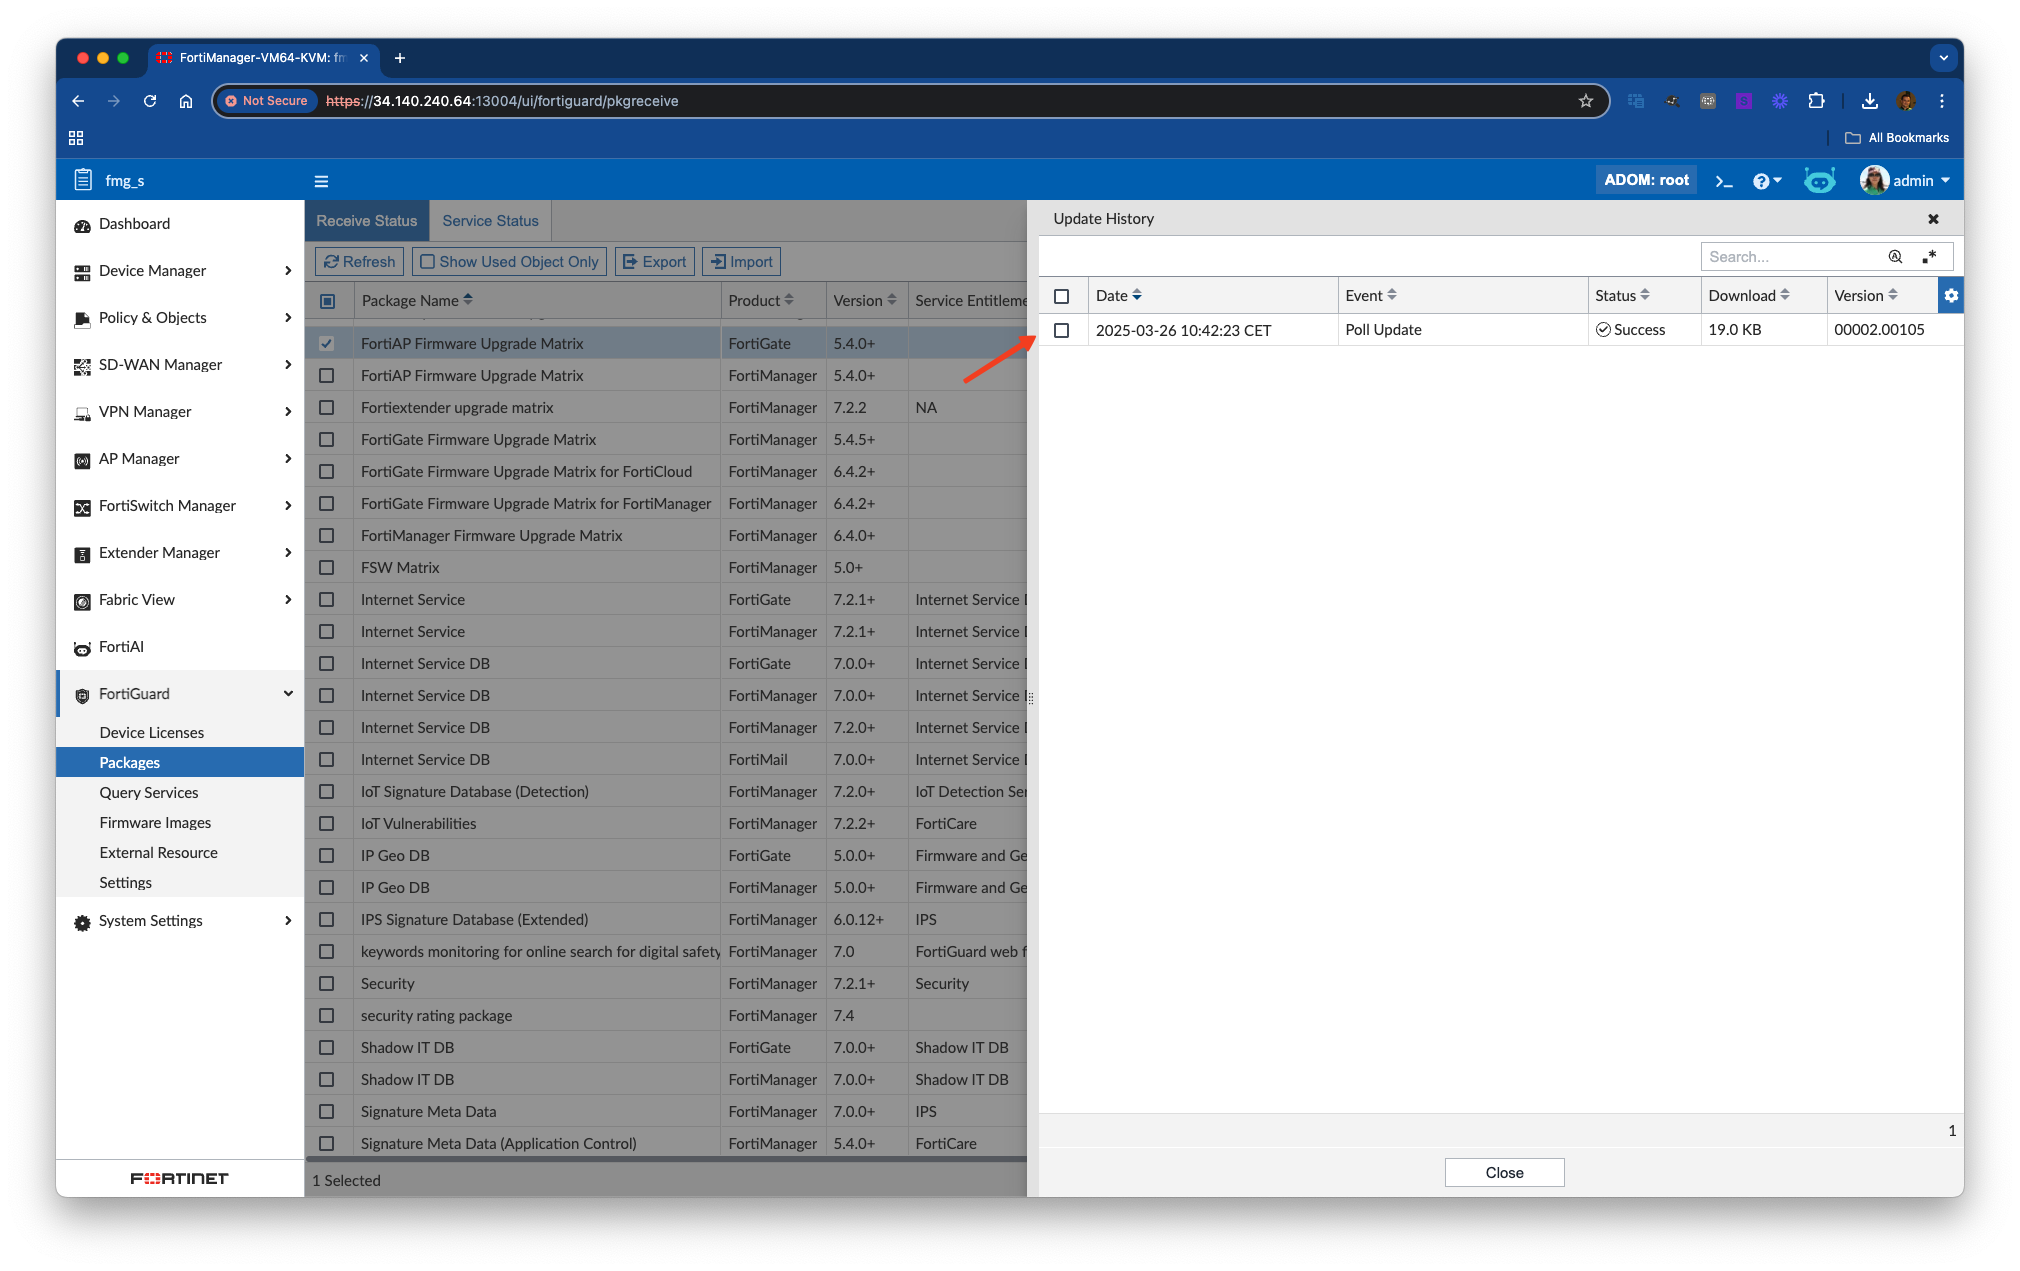 FortiManager-VM64-KVM: fm
Not Secure https://34.140.240.64:13004/ui/fortiguard/pkgreceive
All Bookmarks
fmg_s
ADOM: root
admin
Dashboard
Device Manager
Policy & Objects
SD-WAN Manager
VPN Manager
AP Manager
FortiSwitch Manager
Extender Manager
Fabric View
FortiAI
FortiGuard
Device Licenses
Packages
Query Services
Firmware Images
External Resource
Settings
System Settings
FORTINET
Receive Status Service Status
Refresh Show Used Object Only Export Import
Package Name Product Version Service Entitleme
FortiAP Firmware Upgrade Matrix FortiGate 5.4.0+
FortiAP Firmware Upgrade Matrix FortiManager 5.4.0+
Fortiextender upgrade matrix FortiManager 7.2.2 NA
FortiGate Firmware Upgrade Matrix FortiManager 5.4.5+
FortiGate Firmware Upgrade Matrix for FortiCloud FortiManager 6.4.2+
FortiGate Firmware Upgrade Matrix for FortiManager FortiManager 6.4.2+
FortiManager Firmware Upgrade Matrix FortiManager 6.4.0+
FSW Matrix FortiManager 5.0+
Internet Service FortiGate 7.2.1+ Internet Service
Internet Service FortiManager 7.2.1+ Internet Service
Internet Service DB FortiGate 7.0.0+ Internet Service
Internet Service DB FortiManager 7.0.0+ Internet Service
Internet Service DB FortiManager 7.2.0+ Internet Service
Internet Service DB FortiMail 7.0.0+ Internet Service
IoT Signature Database (Detection) FortiManager 7.2.0+ IoT Detection Ser
IoT Vulnerabilities FortiManager 7.2.2+ FortiCare
IP Geo DB FortiGate 5.0.0+ Firmware and Ge
IP Geo DB FortiManager 5.0.0+ Firmware and Ge
IPS Signature Database (Extended) FortiManager 6.0.12+ IPS
keywords monitoring for online search for digital safety FortiManager 7.0 FortiGuard web f
Security FortiManager 7.2.1+ Security
security rating package FortiManager 7.4
Shadow IT DB FortiGate 7.0.0+ Shadow IT DB
Shadow IT DB FortiManager 7.0.0+ Shadow IT DB
Signature Meta Data FortiManager 7.0.0+ IPS
Signature Meta Data (Application Control) FortiManager 5.4.0+ FortiCare
1 Selected
Update History
Search...
Date Event Status Download Version
2025-03-26 10:42:23 CET Poll Update Success 19.0 KB 00002.00105
1
Close